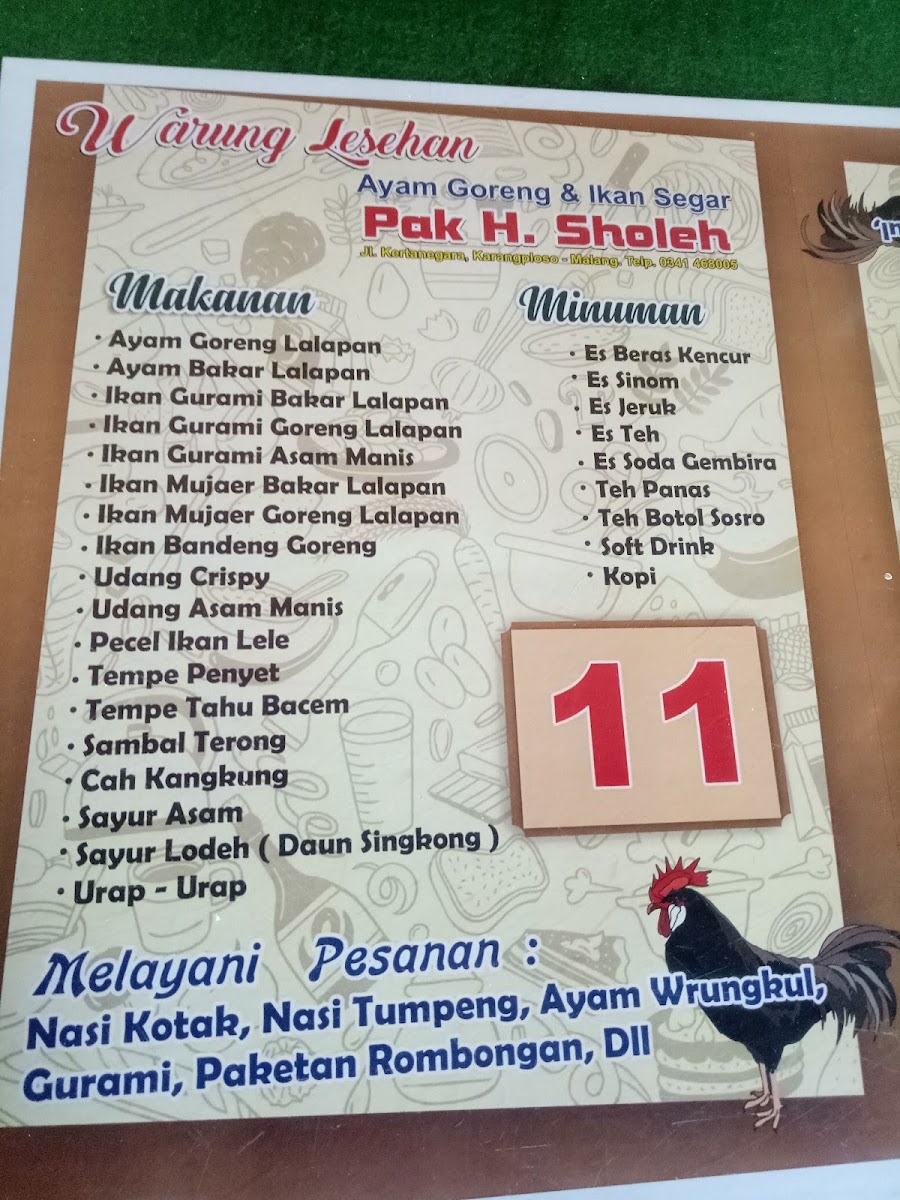 Warung Lesehan
Ayam Goreng & Ikan Segar
Pak H. Sholeh
Jl. Kertanegara, Karangploso - Malang. Telp. 0341 468005
Makanan
· Ayam Goreng Lalapan
· Ayam Bakar Lalapan
· Ikan Gurami Bakar Lalapan
· Ikan Gurami Goreng Lalapan
· Ikan Gurami Asam Manis
· Ikan Mujaer Bakar Lalapan
· Ikan Mujaer Goreng Lalapan
· Ikan Bandeng Goreng
· Udang Crispy
· Udang Asam Manis
· Pecel Ikan Lele
· Tempe Penyet
· Tempe Tahu Bacem
· Sambal Terong
· Cah Kangkung
· Sayur Asam
· Sayur Lodeh ( Daun Singkong )
· Urap - Urap
Minuman
· Es Beras Kencur
· Es Sinom
· Es Jeruk
· Es Teh
· Es Soda Gembira
· Teh Panas
· Teh Botol Sosro
· Soft Drink
· Kopi
11
Melayani Pesanan :
Nasi Kotak, Nasi Tumpeng, Ayam Wrungkul,
Gurami, Paketan Rombongan, Dll